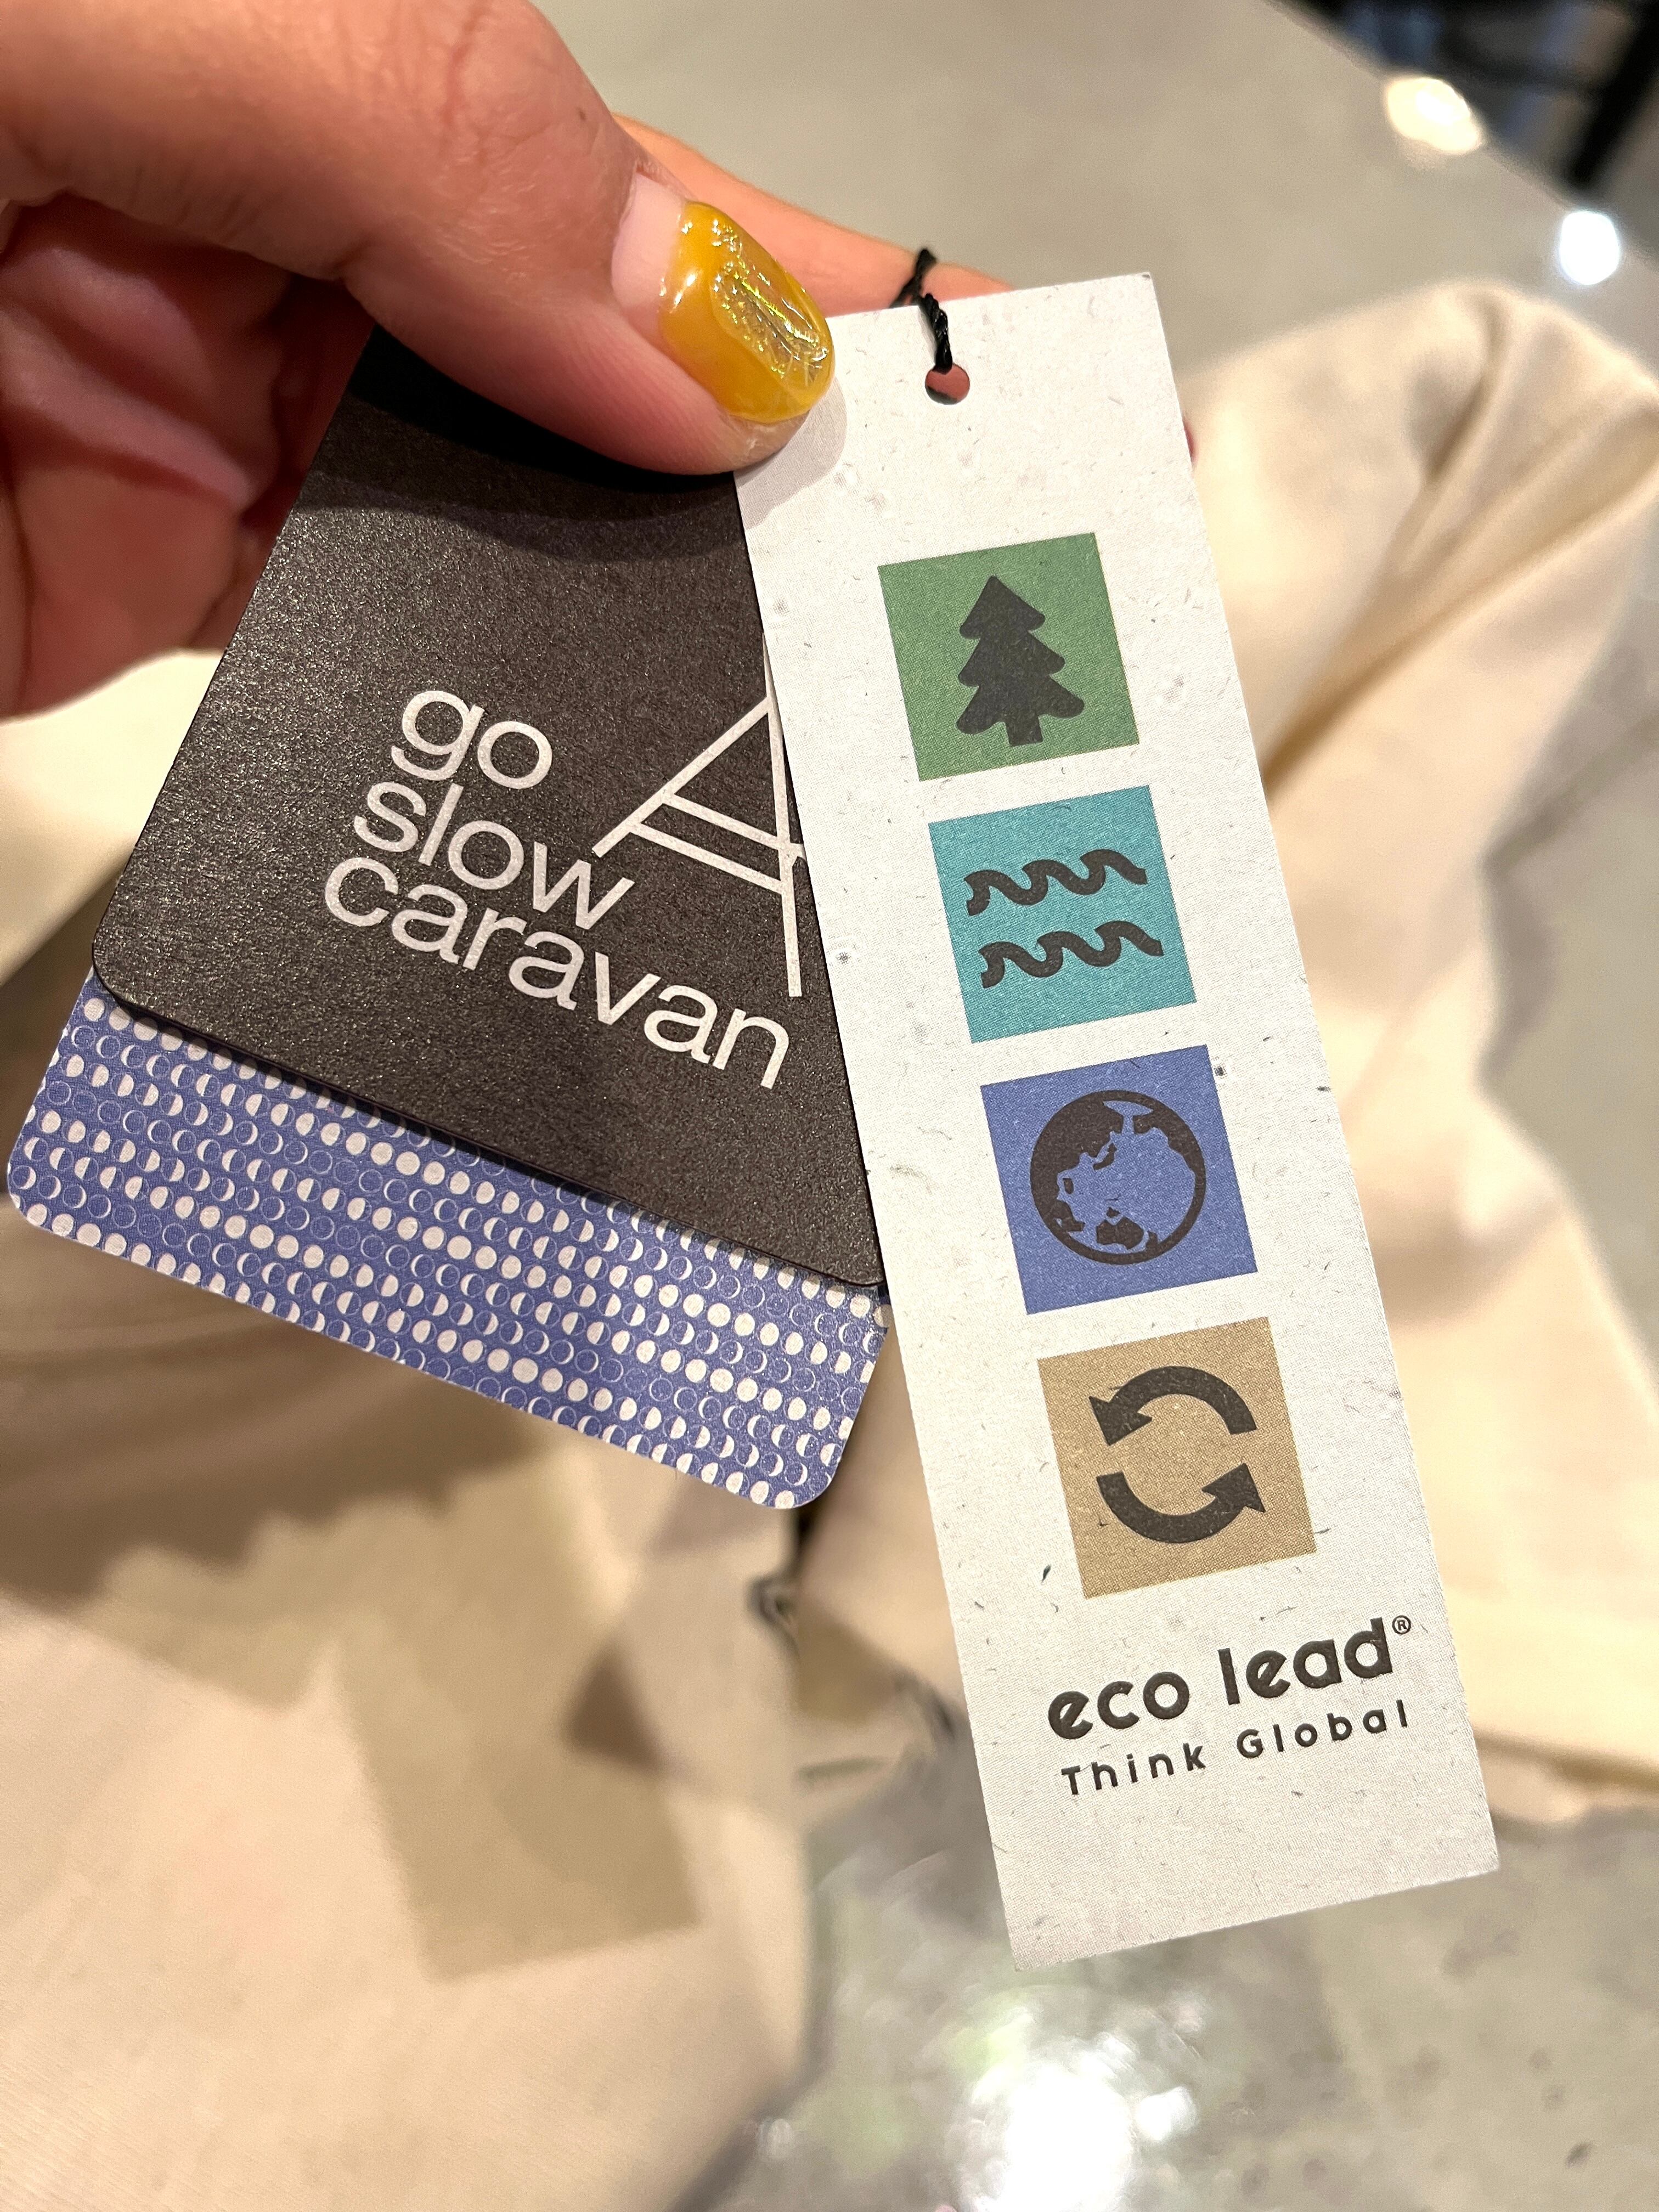 go
slow
caravan
eco lead®
Think Global